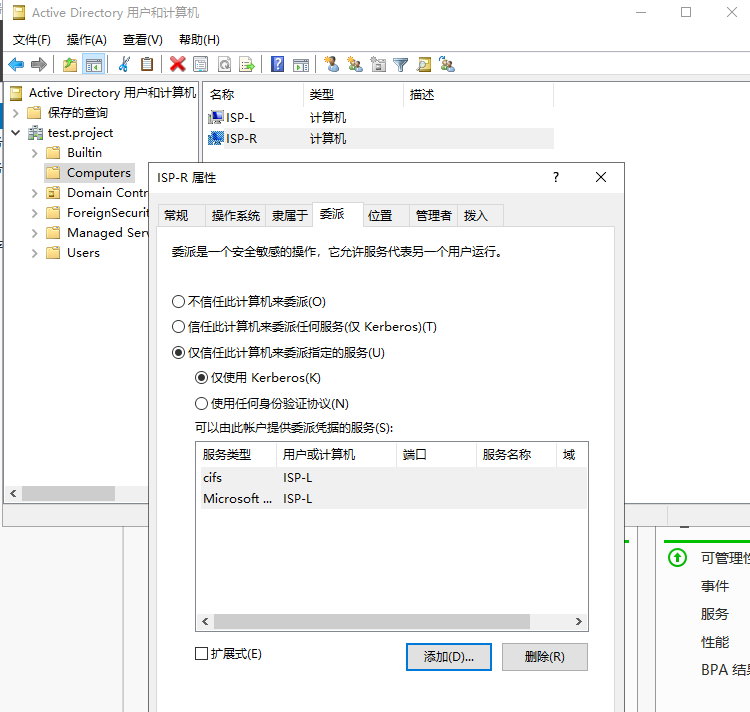 Active Directory 用户和计算机
文件(F) 操作(A) 查看(V) 帮助(H)
Active Directory 用户和计算机
保存的查询
test.project
Builtin
Computers
Domain Contr
ForeignSecurit
Managed Serv
Users
名称 类型 描述
ISP-L 计算机
ISP-R 计算机
ISP-R 属性
常规 操作系统 隶属于 委派 位置 管理者 拨入
委派是一个安全敏感的操作，它允许服务代表另一个用户运行。
不信任此计算机来委派(O)
信任此计算机来委派任何服务(仅 Kerberos)(T)
仅信任此计算机来委派指定的服务(U)
仅使用 Kerberos(K)
使用任何身份验证协议(N)
可以由此帐户提供委派凭据的服务(S):
服务类型 用户或计算机 端口 服务名称 域
cifs ISP-L
Microsoft ... ISP-L
扩展式(E)
添加(D)... 删除(R)
可管理性
事件
服务
性能
BPA 结果